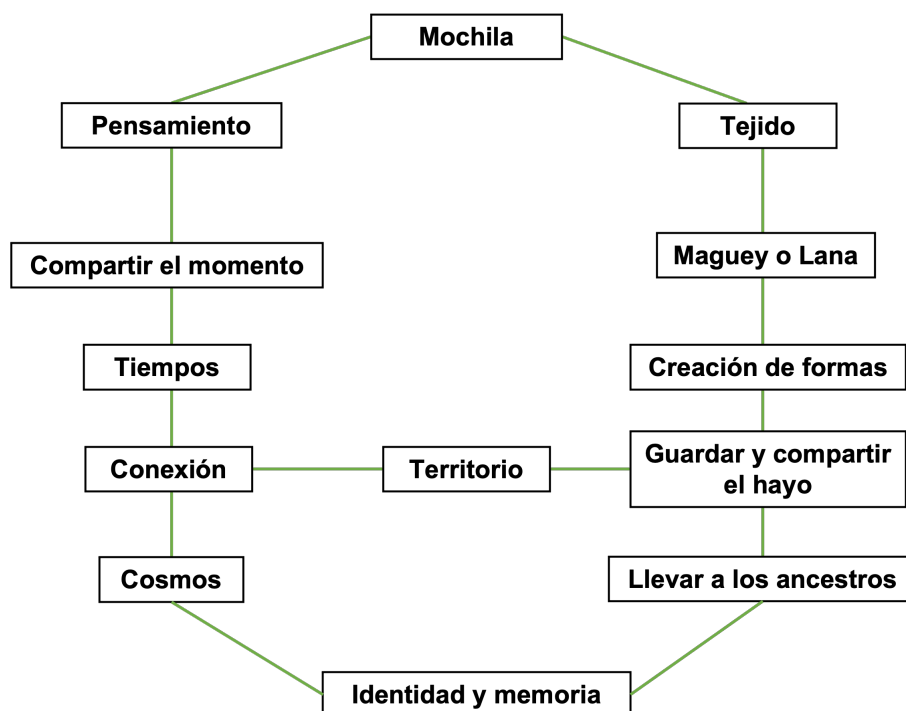 Mochila
Pensamiento
Tejido
Compartir el momento
Maguey o Lana
Tiempos
Creación de formas
Conexión
Territorio
Guardar y compartir
el hayo
Cosmos
Llevar a los ancestros
Identidad y memoria